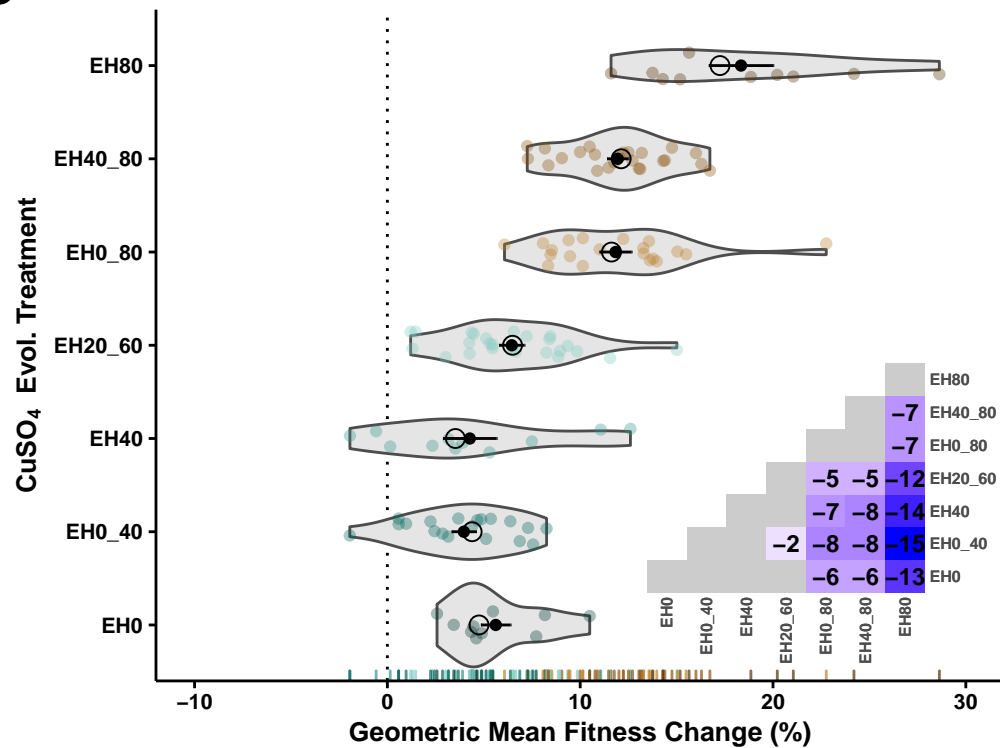 EH80
EH40_80
EH0_80
EH20_60
EH40
EH0_40
EH0
CuSO₄ Evol. Treatment
−10 0 10 20 30
Geometric Mean Fitness Change (%)
EH80
−7 EH40_80
−7 EH0_80
−5 −5 −12 EH20_60
−7 −8 −14 EH40
−2 −8 −8 −15 EH0_40
−6 −6 −13 EH0
EH0 EH0_40 EH40 EH20_60 EH0_80 EH40_80 EH80